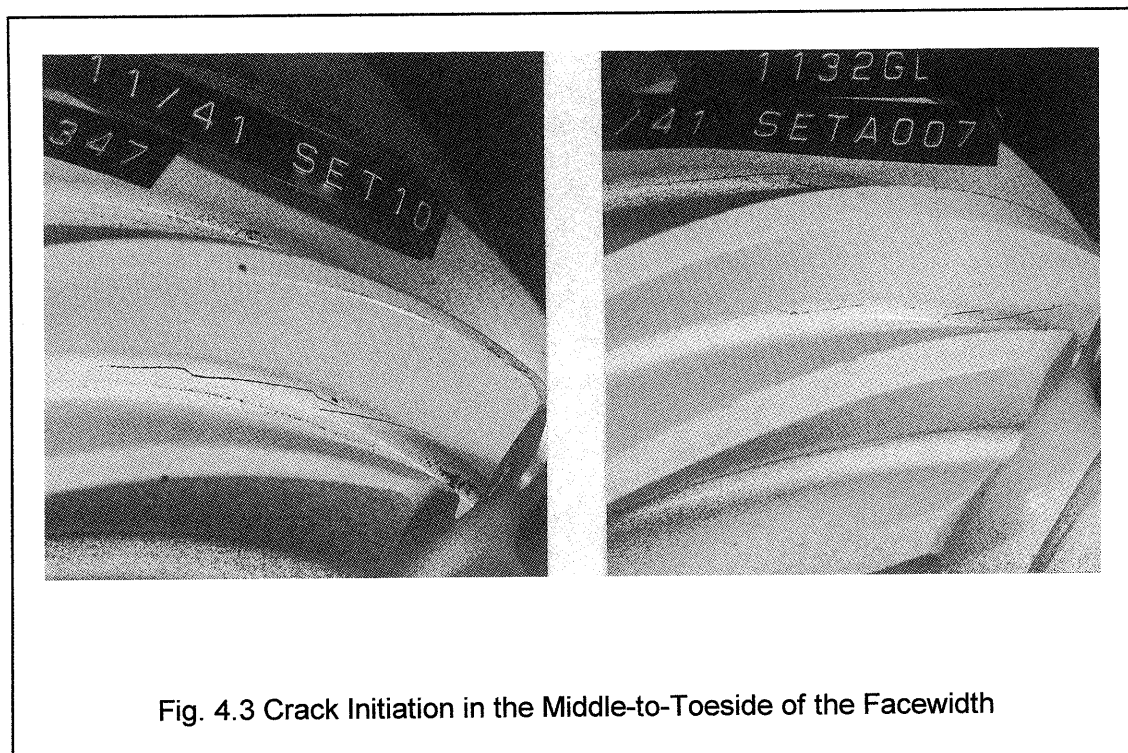 11/41 SET10
347
1132GL
/41 SETA007
Fig. 4.3 Crack Initiation in the Middle-to-Toeside of the Facewidth